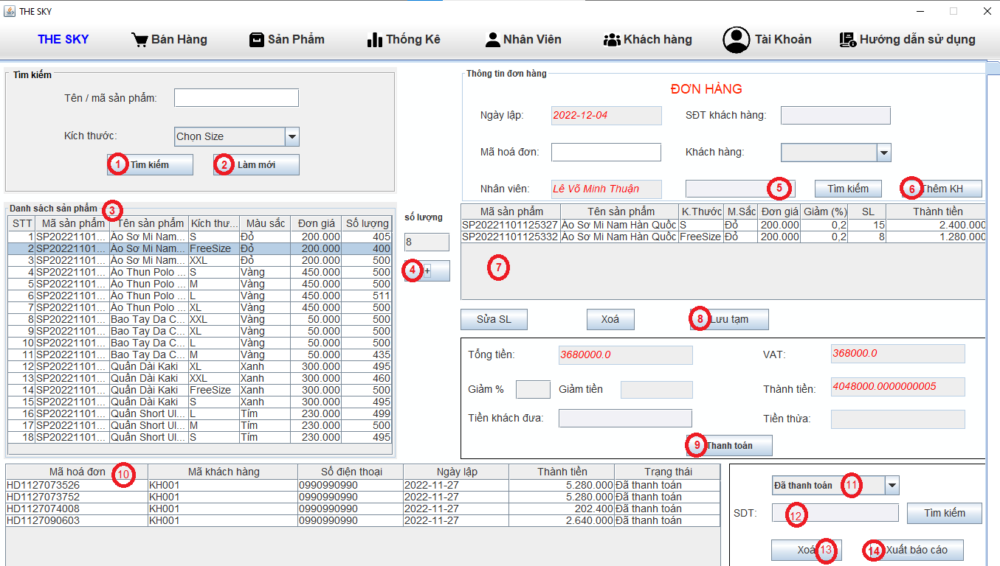 THE SKY
THE SKY Bán Hàng Sản Phẩm Thống Kê Nhân Viên Khách hàng Tài Khoản Hướng dẫn sử dụng
Tìm kiếm
Tên / mã sản phẩm:
Kích thước: Chọn Size
1 Tìm kiếm 2 Làm mới
Danh sách sản phẩm 3
STT Mã sản phẩm Tên sản phẩm Kích thư... Màu sắc Đơn giá Số lượng
1 SP20221101... Áo Sơ Mi Nam... S Đỏ 200.000 405
2 SP20221101... Áo Sơ Mi Nam... FreeSize Đỏ 200.000 400
3 SP20221101... Áo Sơ Mi Nam... XXL Đỏ 200.000 500
4 SP20221101... Áo Thun Polo ... S Vàng 450.000 500
5 SP20221101... Áo Thun Polo ... M Vàng 450.000 500
6 SP20221101... Áo Thun Polo ... L Vàng 450.000 511
7 SP20221101... Áo Thun Polo ... XL Vàng 450.000 500
8 SP20221101... Bao Tay Da C... XXL Vàng 50.000 500
9 SP20221101... Bao Tay Da C... XL Vàng 50.000 500
10 SP20221101... Bao Tay Da C... L Vàng 50.000 500
11 SP20221101... Bao Tay Da C... M Vàng 50.000 435
12 SP20221101... Quần Dài Kaki XL Xanh 300.000 495
13 SP20221101... Quần Dài Kaki XXL Xanh 300.000 460
14 SP20221101... Quần Dài Kaki FreeSize Xanh 300.000 500
15 SP20221101... Quần Dài Kaki S Xanh 300.000 495
16 SP20221101... Quần Short Ul... L Tím 230.000 499
17 SP20221101... Quần Short Ul... M Tím 230.000 500
18 SP20221101... Quần Short Ul... S Tím 230.000 495
số lượng
8
4 +
Thông tin đơn hàng
ĐƠN HÀNG
Ngày lập: 2022-12-04 SĐT khách hàng:
Mã hoá đơn: Khách hàng:
Nhân viên: Lê Võ Minh Thuận 5 Tìm kiếm 6 Thêm KH
Mã sản phẩm Tên sản phẩm K.Thước M.Sắc Đơn giá Giảm (%) SL Thành tiền
SP20221101125327 Áo Sơ Mi Nam Hàn Quốc S Đỏ 200.000 0,2 15 2.400.000
SP20221101125332 Áo Sơ Mi Nam Hàn Quốc FreeSize Đỏ 200.000 0,2 8 1.280.000
7
Sửa SL Xoá 8 Lưu tạm
Tổng tiền: 3680000.0 VAT: 368000.0
Giảm % Giảm tiền Thành tiền: 4048000.0000000005
Tiền khách đưa: Tiền thừa:
9 Thanh toán
Mã hoá đơn 10 Mã khách hàng Số điện thoại Ngày lập Thành tiền Trạng thái
HD1127073526 KH001 0990990990 2022-11-27 5.280.000 Đã thanh toán
HD1127073752 KH001 0990990990 2022-11-27 5.280.000 Đã thanh toán
HD1127074008 KH001 0990990990 2022-11-27 202.400 Đã thanh toán
HD1127090603 KH001 0990990990 2022-11-27 2.640.000 Đã thanh toán
Đã thanh toán 11
SDT: 12 Tìm kiếm
Xoá 13 14 Xuất báo cáo